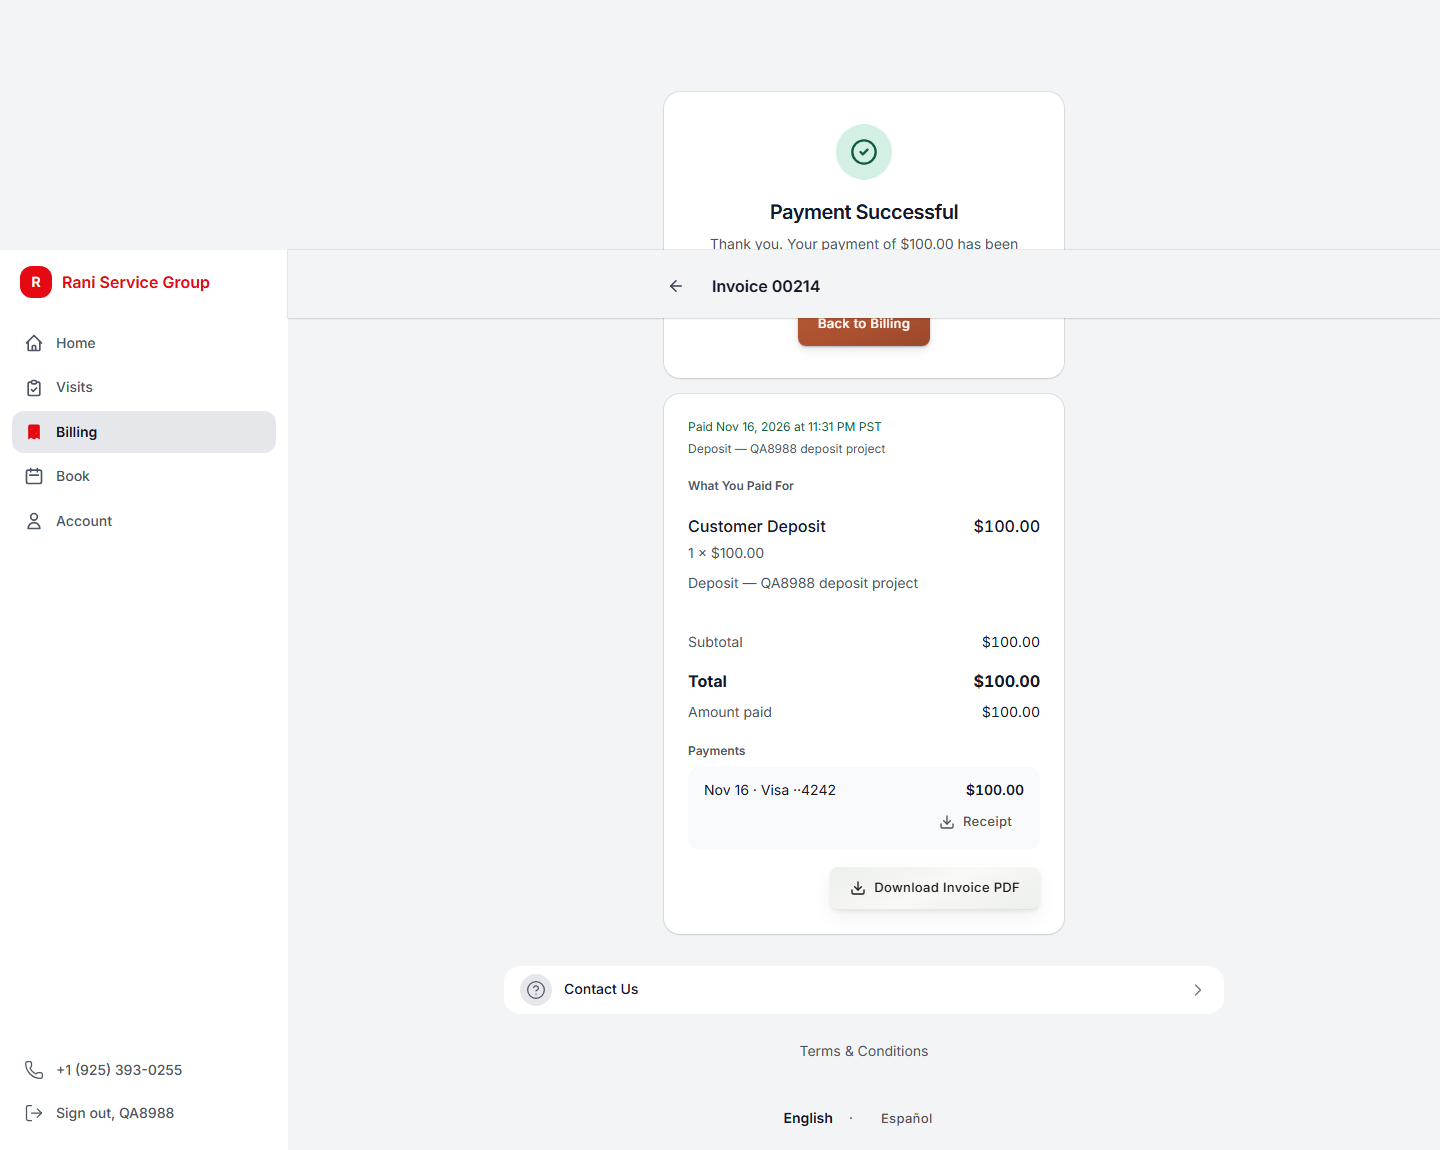 Payment Successful
Thank you. Your payment of $100.00 has been
R Rani Service Group
Invoice 00214
Back to Billing
Home
Visits
Billing
Book
Account
Paid Nov 16, 2026 at 11:31 PM PST
Deposit — QA8988 deposit project
What You Paid For
Customer Deposit $100.00
1 × $100.00
Deposit — QA8988 deposit project
Subtotal $100.00
Total $100.00
Amount paid $100.00
Payments
Nov 16 · Visa ··4242 $100.00
Receipt
Download Invoice PDF
Contact Us
Terms & Conditions
+1 (925) 393-0255
Sign out, QA8988
English · Español